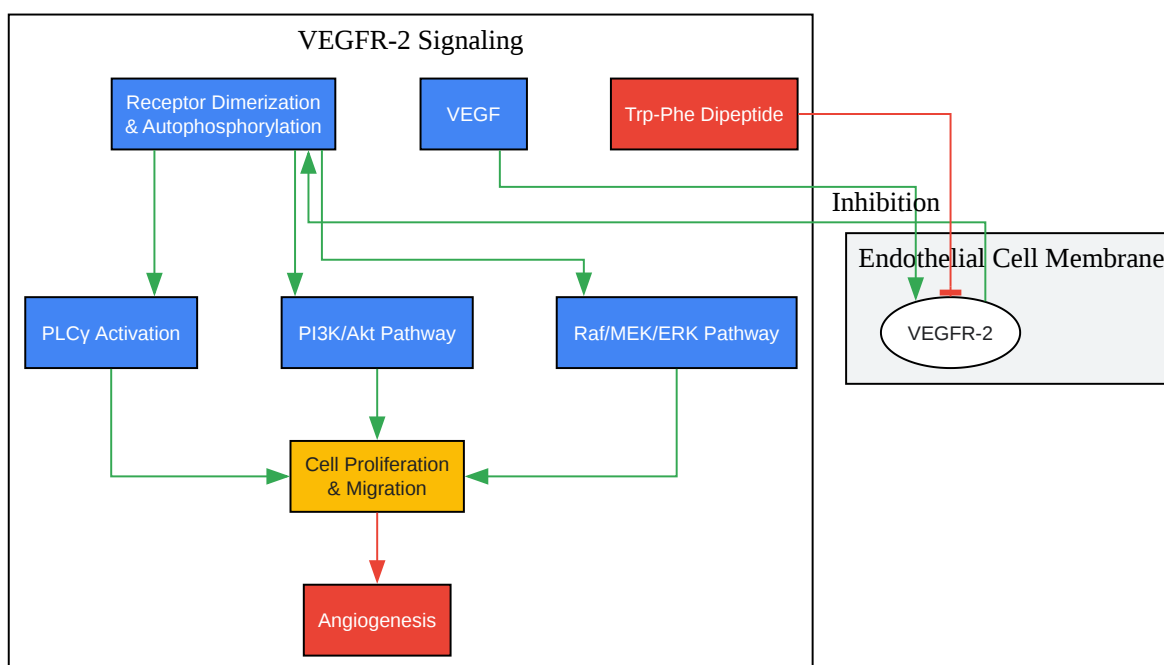 VEGFR-2 Signaling
Receptor Dimerization
& Autophosphorylation
VEGF
Trp-Phe Dipeptide
Inhibition
Endothelial Cell Membrane
PLCγ Activation
PI3K/Akt Pathway
Raf/MEK/ERK Pathway
VEGFR-2
Cell Proliferation
& Migration
Angiogenesis